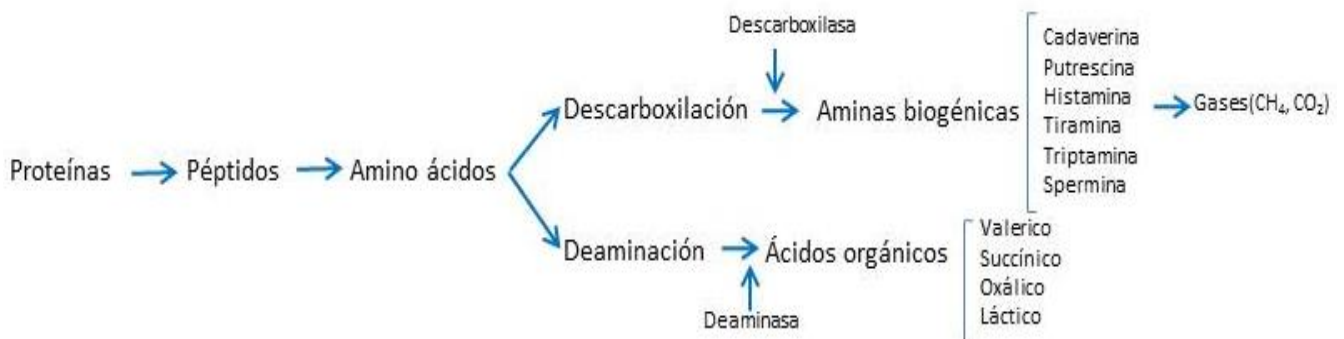 Descarboxilasa
Cadaverina
Putrescina
Descarboxilación
Aminas biogénicas
Histamina
Gases(CH₄, CO₂)
Tiramina
Triptamina
Spermina
Proteínas
Péptidos
Amino ácidos
Deaminación
Ácidos orgánicos
Valerico
Succínico
Oxálico
Láctico
Deaminasa